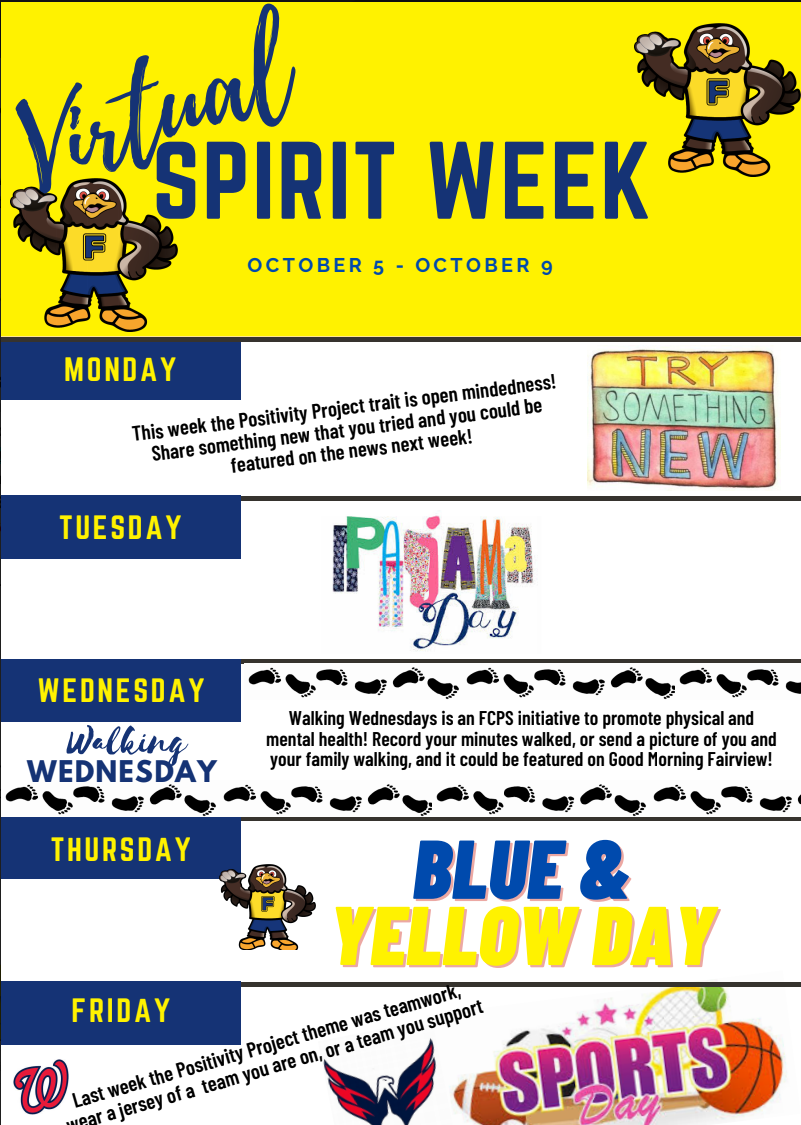 Virtual
SPIRIT WEEK
F
F
OCTOBER 5 - OCTOBER 9
MONDAY
This week the Positivity Project trait is open mindedness!
Share something new that you tried and you could be
featured on the news next week!
TRY
SOMETHING
NEW
TUESDAY
PAJAMA
Day
WEDNESDAY
Walking
WEDNESDAY
Walking Wednesdays is an FCPS initiative to promote physical and
mental health! Record your minutes walked, or send a picture of you and
your family walking, and it could be featured on Good Morning Fairview!
THURSDAY
F
BLUE &
YELLOW DAY
FRIDAY
W
Last week the Positivity Project theme was teamwork,
wear a jersey of a team you are on, or a team you support
SPORTS
Day